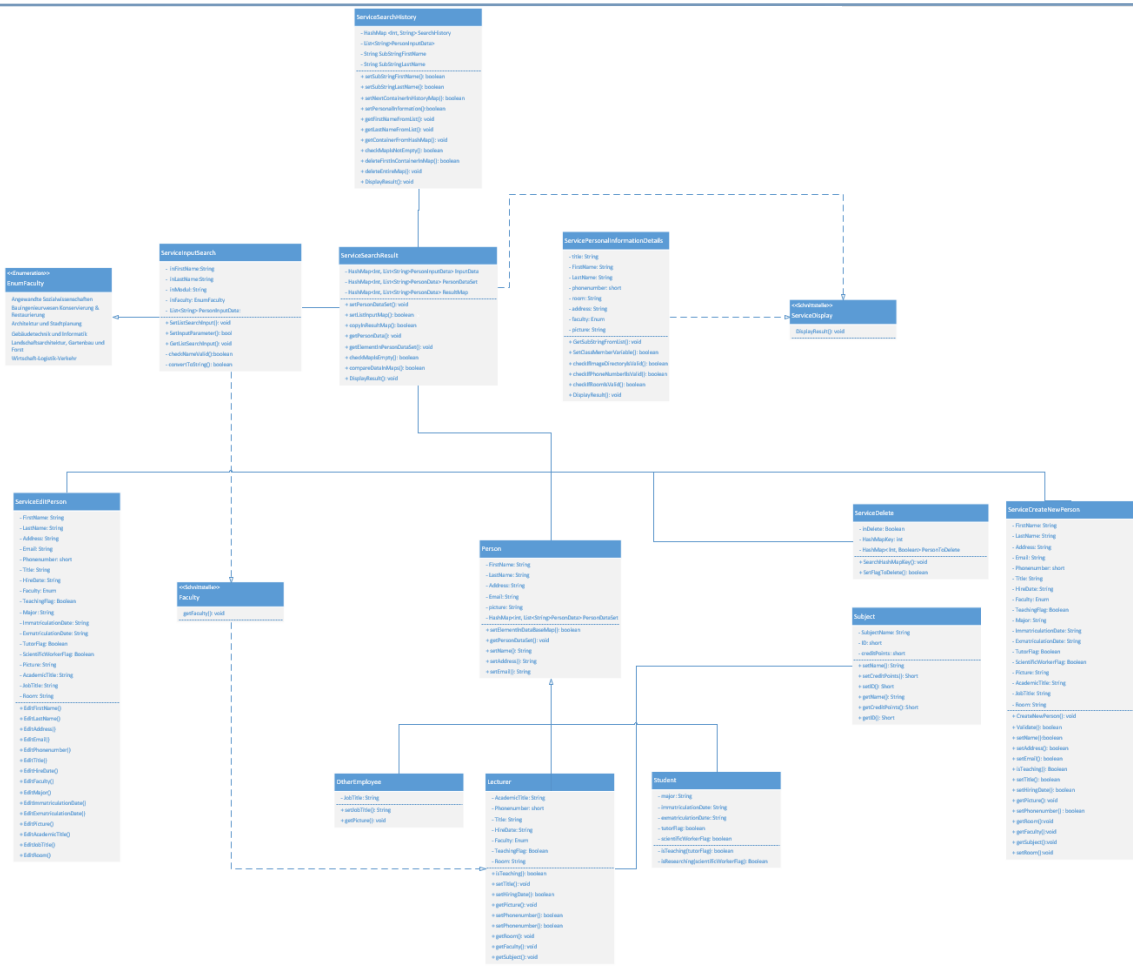 ServiceSearchHistory
- HashMap <Int, String> SearchHistory
- List<String>PersonInputData>
- String SubStringFirstName
- String SubStringLastName
+ setSubStringFirstName(): boolean
+ setSubStringLastName(): boolean
+ setNextContainerInHistoryMap(): boolean
+ setPersonalInformation():boolean
+ getFirstNameFromList(): void
+ getLastNameFromList(): void
+ getContainerFromHashMap(): void
+ checkMapIsNotEmpty(): boolean
+ deleteFirstInContainerInMap(): boolean
+ deleteEntireMap(): void
+ DisplayResult(): void
<<Enumeration>>
EnumFaculty
Angewandte Sozialwissenschaften
Bauingenieurwesen Konservierung &
Restaurierung
Architektur und Stadtplanung
Gebäudetechnik und Informatik
Landschaftsarchitektur, Gartenbau und
Forst
Wirtschaft-Logistik-Verkehr
ServiceInputSearch
- inFirstName:String
- inLastName:String
- inModul: String
- inFaculty: EnumFaculty
- List<String>PersonInputData:
+ SetListSearchInput(): void
+ SetInputParameter(): bool
+ GetListSearchInput(): void
- checkNameValid():boolean
- convertToString(): boolean
ServiceSearchResult
- HashMap<Int, List<String>PersonInputData> InputData
- HashMap<Int, List<String>PersonData> PersonDataSet
- HashMap<Int, List<String>PersonData> ResultMap
+ setPersonDataSet(): void
+ setListInputMap(): boolean
+ copyInResultMap(): boolean
+ getPersonData(): void
+ getElementInPersonDataSet(): void
+ checkMapIsEmpty(): boolean
+ compareDataInMaps(): boolean
+ DisplayResult(): void
ServicePersonalInformationDetails
- title: String
- FirstName: String
- LastName: String
- phonenumber: short
- room: String
- address: String
- faculty: Enum
- picture: String
+ GetSubStringFromList(): void
+ SetClassMemberVariable(): boolean
+ checkIfImageDirectoryIsValid(): boolean
+ checkIfPhoneNumberIsValid(): boolean
+ checkIfRoomIsValid(): boolean
+ DisplayResult(): void
<<Schnittstelle>>
ServiceDisplay
DisplayResult(): void
ServiceEditPerson
- FirstName: String
- LastName: String
- Address: String
- Email: String
- Phonenumber: short
- Title: String
- HireDate: String
- Faculty: Enum
- TeachingFlag: Boolean
- Major: String
- ImmatriculationDate: String
- ExmatriculationDate: String
- TutorFlag: Boolean
- ScientificWorkerFlag: Boolean
- Picture: String
- AcademicTitle: String
- JobTitle: String
- Room: String
+ EditFirstName()
+ EditLastName()
+ EditAddress()
+ EditEmail()
+ EditPhonenumber()
+ EditTitle()
+ EditHireDate()
+ EditFaculty()
+ EditMajor()
+ EditImmatriculationDate()
+ EditExmatriculationDate()
+ EditPicture()
+ EditAcademicTitle()
+ EditJobTitle()
+ EditRoom()
<<Schnittstelle>>
Faculty
getFaculty(): void
Person
- FirstName: String
- LastName: String
- Address: String
- Email: String
- picture: String
- HashMap<Int, List<String>PersonData>PersonDataSet
+ setElementInDataBaseMap(): boolean
+ getPersonDataSet(): void
+ setName(): String
+ setAddress(): String
+ setEmail(): String
ServiceDelete
- isDelete: Boolean
- HashMapKey: int
- HashMap<Int, Boolean>PersonToDelete
+ SearchHashMapKey(): void
+ SetFlagToDelete(): boolean
Subject
- SubjectName: String
- ID: short
- creditPoints: short
+ setName(): String
+ setCreditPoints(): Short
+ setID(): Short
+ getName(): String
+ getCreditPoints(): Short
+ getID(): Short
ServiceCreateNewPerson
- FirstName: String
- LastName: String
- Address: String
- Email: String
- Phonenumber: short
- Title: String
- HireDate: String
- Faculty: Enum
- TeachingFlag: Boolean
- Major: String
- ImmatriculationDate: String
- ExmatriculationDate: String
- TutorFlag: Boolean
- ScientificWorkerFlag: Boolean
- Picture: String
- AcademicTitle: String
- JobTitle: String
- Room: String
+ CreateNewPerson(): void
+ Validate(): boolean
+ setName():boolean
+ setAddress(): boolean
+ setEmail(): boolean
+ isTeaching(): Boolean
+ setTitle(): boolean
+ setHiringDate(): boolean
+ getPicture(): void
+ setPhonenumber() : boolean
+ getRoom():void
+ getFaculty():void
+ getSubject():void
+ setRoom():void
OtherEmployee
- JobTitle: String
+ setJobTitle(): String
+ getPicture(): void
Lecturer
- AcademicTitle: String
- Phonenumber: short
- Title: String
- HireDate: String
- Faculty: Enum
- TeachingFlag: Boolean
- Room: String
+ isTeaching(): boolean
+ setTitle(): void
+ setHiringDate(): boolean
+ getPicture(): void
+ setPhonenumber(): boolean
+ setPhonenumber(): boolean
+ getRoom(): void
+ getFaculty(): void
+ getSubject(): void
Student
- major: String
- immatriculationDate: String
- exmatriculationDate: String
- tutorflag: boolean
- scientificWorkerFlag: boolean
- isTeaching(tutorFlag): boolean
- isResearching(scientificWorkerFlag): Boolean